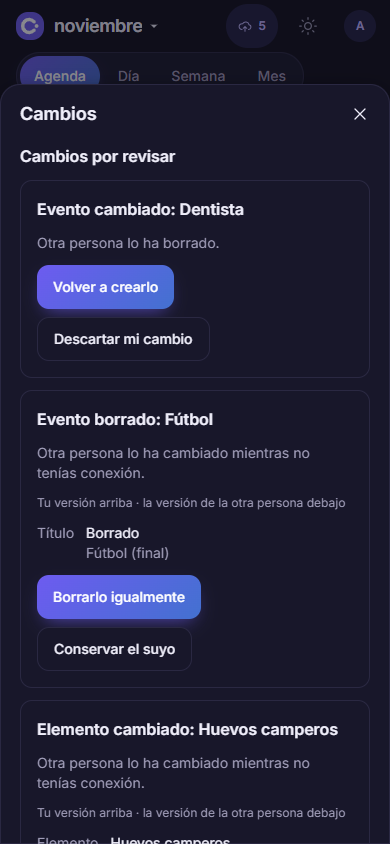 noviembre
5
A
Agenda Día Semana Mes
Cambios
Cambios por revisar
Evento cambiado: Dentista
Otra persona lo ha borrado.
Volver a crearlo
Descartar mi cambio
Evento borrado: Fútbol
Otra persona lo ha cambiado mientras no
tenías conexión.
Tu versión arriba · la versión de la otra persona debajo
Título Borrado
Fútbol (final)
Borrarlo igualmente
Conservar el suyo
Elemento cambiado: Huevos camperos
Otra persona lo ha cambiado mientras no
tenías conexión.
Tu versión arriba · la versión de la otra persona debajo
Elemento Huevos camperos